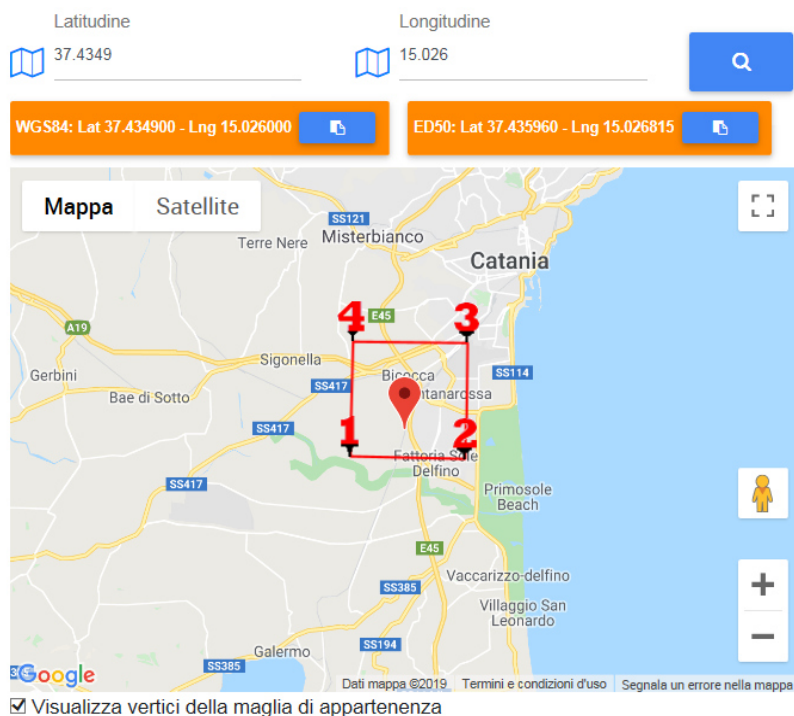 Latitudine Longitudine
37.4349 15.026
WGS84: Lat 37.434900 - Lng 15.026000 ED50: Lat 37.435960 - Lng 15.026815
Mappa Satellite
SS121
Misterbianco
Terre Nere
Catania
4 E45 3
A19
Sigonella
Gerbini Bicocca SS114
SS417
Bae di Sotto ntanarossa
SS417 1 2
Fattoria Sole
Delfino
SS417
Primosole
Beach
E45
Vaccarizzo-delfino
SS385
Villaggio San
Leonardo
Galermo SS194
SS385
Google
Dati mappa ©2019 Termini e condizioni d'uso Segnala un errore nella mappa
Visualizza vertici della maglia di appartenenza